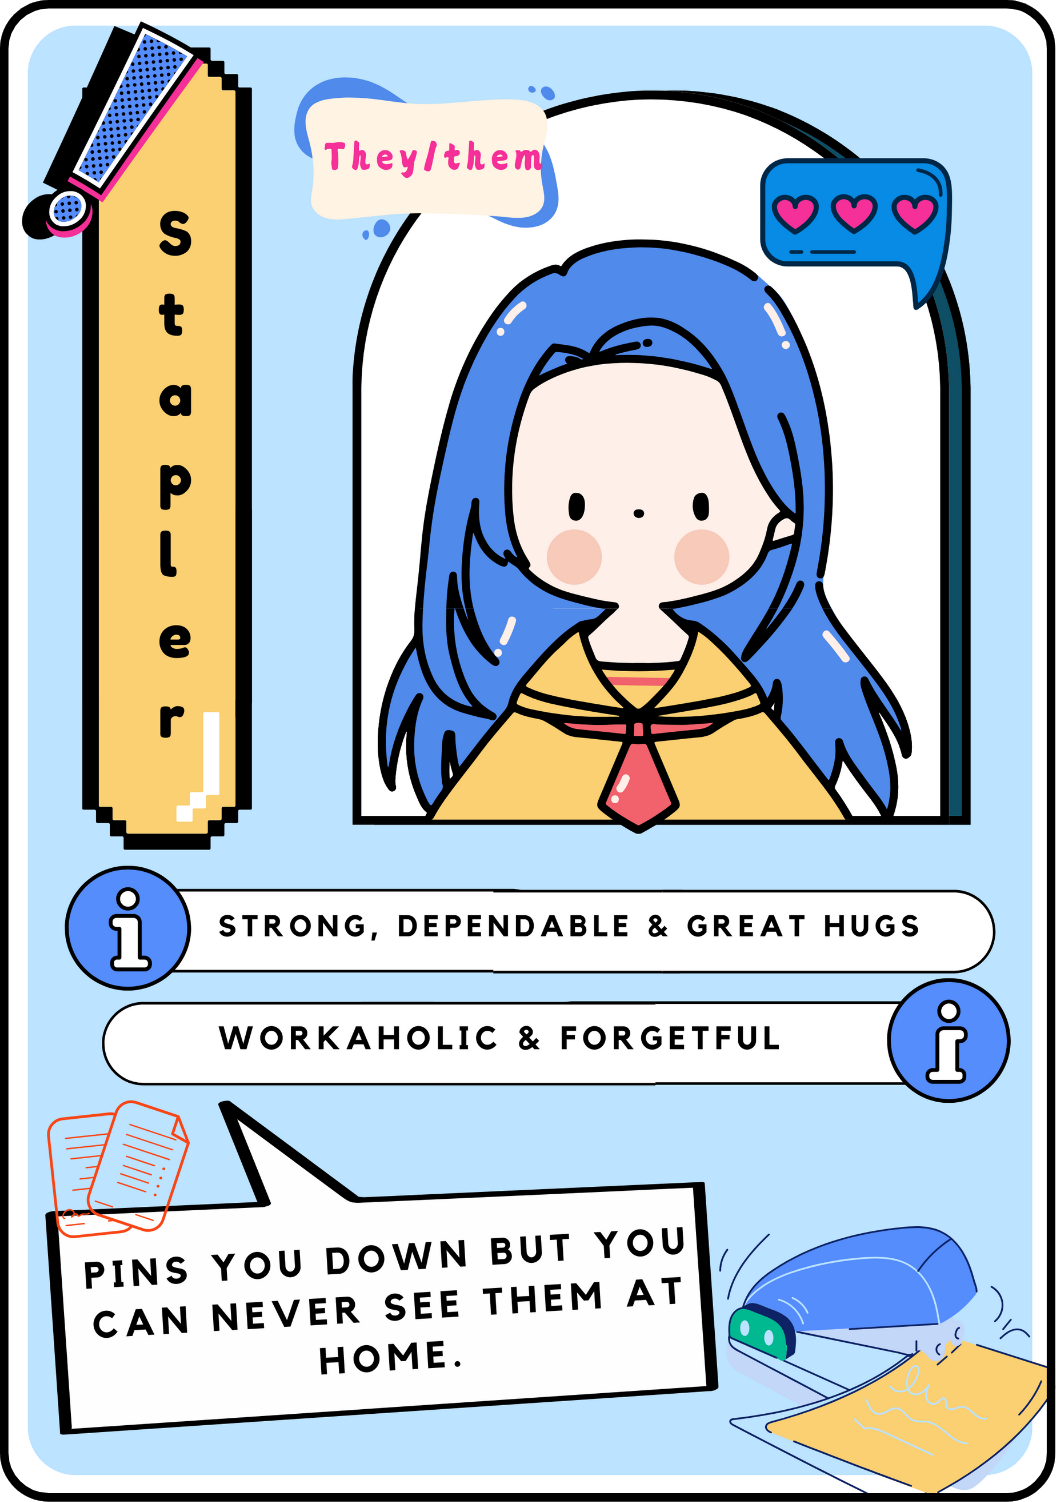 Stapler
They/them
STRONG, DEPENDABLE & GREAT HUGS
WORKAHOLIC & FORGETFUL
PINS YOU DOWN BUT YOU
CAN NEVER SEE THEM AT
HOME.